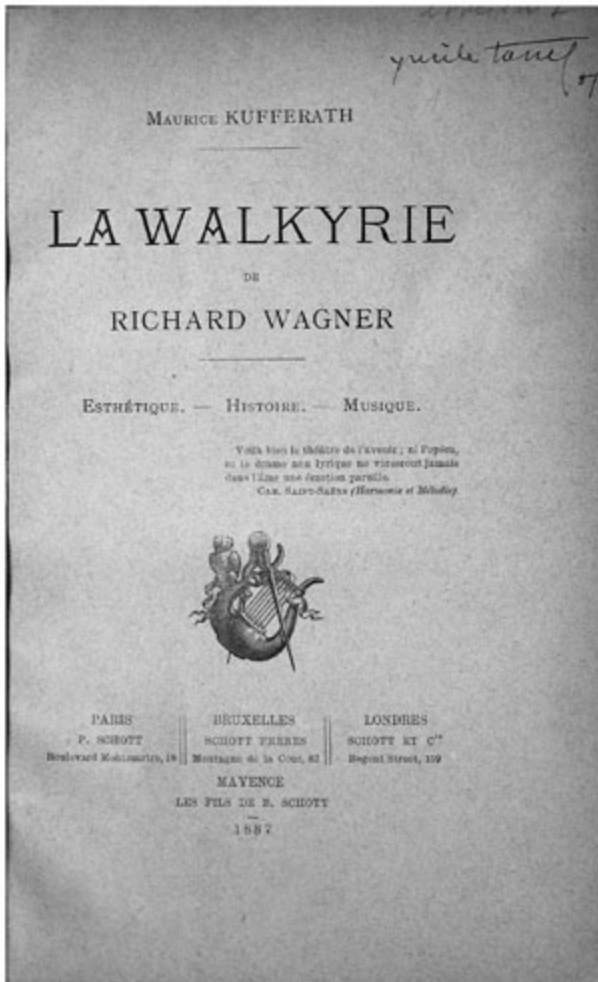 Maurice KUFFERATH
LA WALKYRIE
DE
RICHARD WAGNER
ESTHÉTIQUE. — HISTOIRE. — MUSIQUE.
Voilà bien le théâtre de l'avenir ; ni l'opéra,
ni le drame non lyrique ne verseront jamais
dans l'âme une émotion pareille.
CAM. SAINT-SAËNS (Harmonie et Mélodie).
PARIS
P. SCHOTT
Boulevard Montmartre, 19
BRUXELLES
SCHOTT FRÈRES
Montagne de la Cour, 82
LONDRES
SCHOTT ET Cie
Regent Street, 159
MAYENCE
LES FILS DE B. SCHOTT
1887